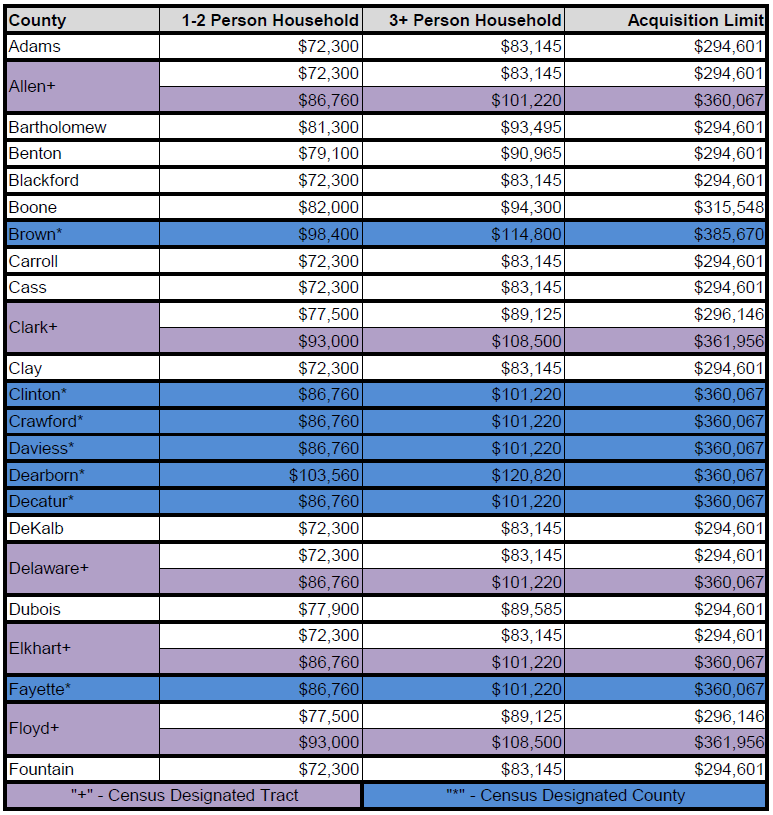 County 1-2 Person Household 3+ Person Household Acquisition Limit
Adams $72,300 $83,145 $294,601
Allen+ $72,300 $83,145 $294,601
$86,760 $101,220 $360,067
Bartholomew $81,300 $93,495 $294,601
Benton $79,100 $90,965 $294,601
Blackford $72,300 $83,145 $294,601
Boone $82,000 $94,300 $315,548
Brown* $98,400 $114,800 $385,670
Carroll $72,300 $83,145 $294,601
Cass $72,300 $83,145 $294,601
Clark+ $77,500 $89,125 $296,146
$93,000 $108,500 $361,956
Clay $72,300 $83,145 $294,601
Clinton* $86,760 $101,220 $360,067
Crawford* $86,760 $101,220 $360,067
Daviess* $86,760 $101,220 $360,067
Dearborn* $103,560 $120,820 $360,067
Decatur* $86,760 $101,220 $360,067
DeKalb $72,300 $83,145 $294,601
Delaware+ $72,300 $83,145 $294,601
$86,760 $101,220 $360,067
Dubois $77,900 $89,585 $294,601
Elkhart+ $72,300 $83,145 $294,601
$86,760 $101,220 $360,067
Fayette* $86,760 $101,220 $360,067
Floyd+ $77,500 $89,125 $296,146
$93,000 $108,500 $361,956
Fountain $72,300 $83,145 $294,601
"+" - Census Designated Tract "*" - Census Designated County